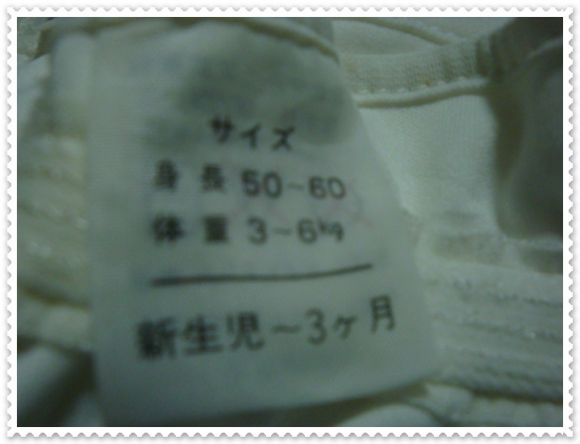 サイズ
身長 50~60
体重 3~6kg
新生児~3ヶ月